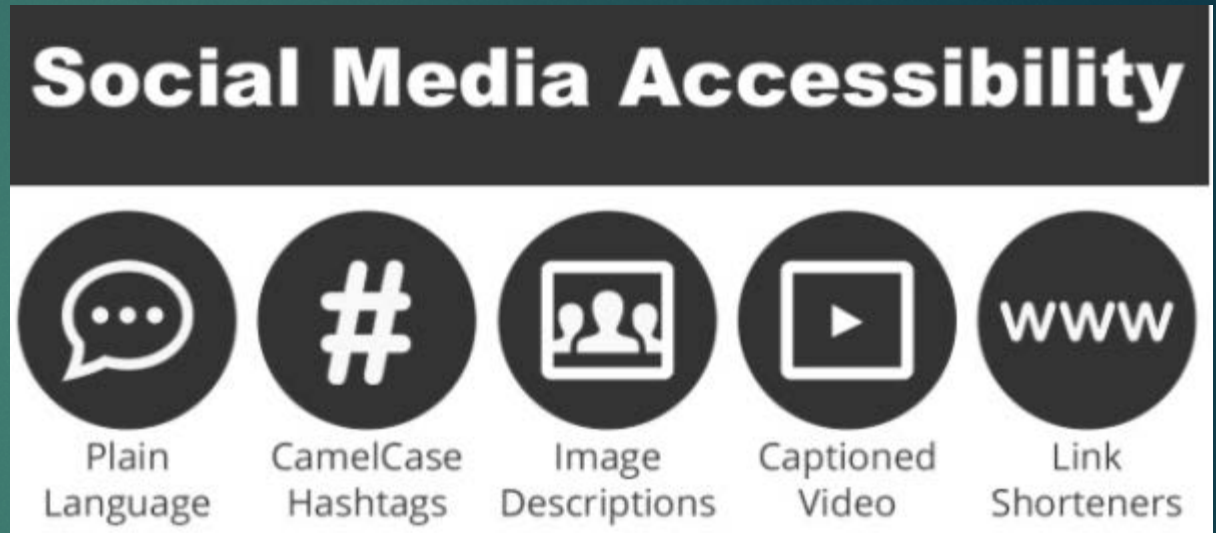 Social Media Accessibility
#
www
Plain
Language
CamelCase
Hashtags
Image
Descriptions
Captioned
Video
Link
Shorteners